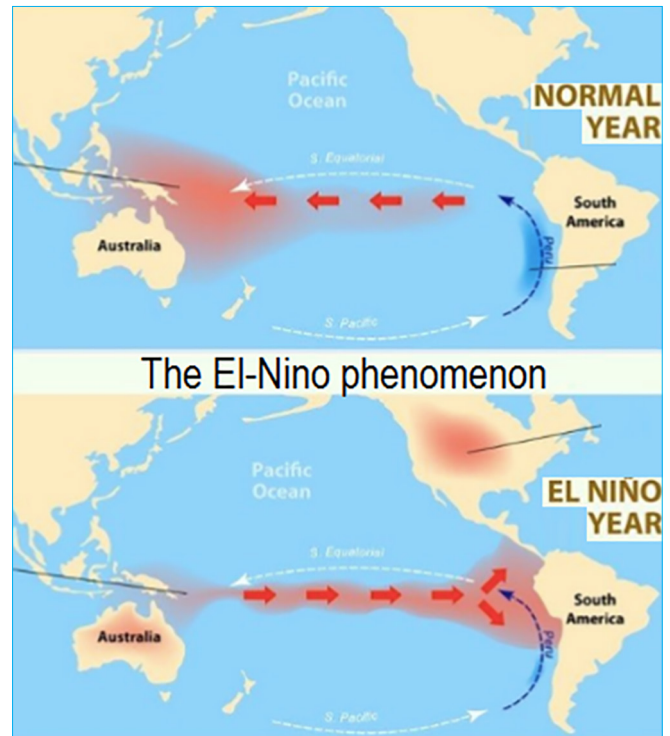 Pacific
Ocean
NORMAL
YEAR
S. Equatorial
South
America
Australia
Peru
S. Pacific
The El-Nino phenomenon
Pacific
Ocean
EL NIÑO
YEAR
S. Equatorial
South
America
Australia
Peru
S. Pacific